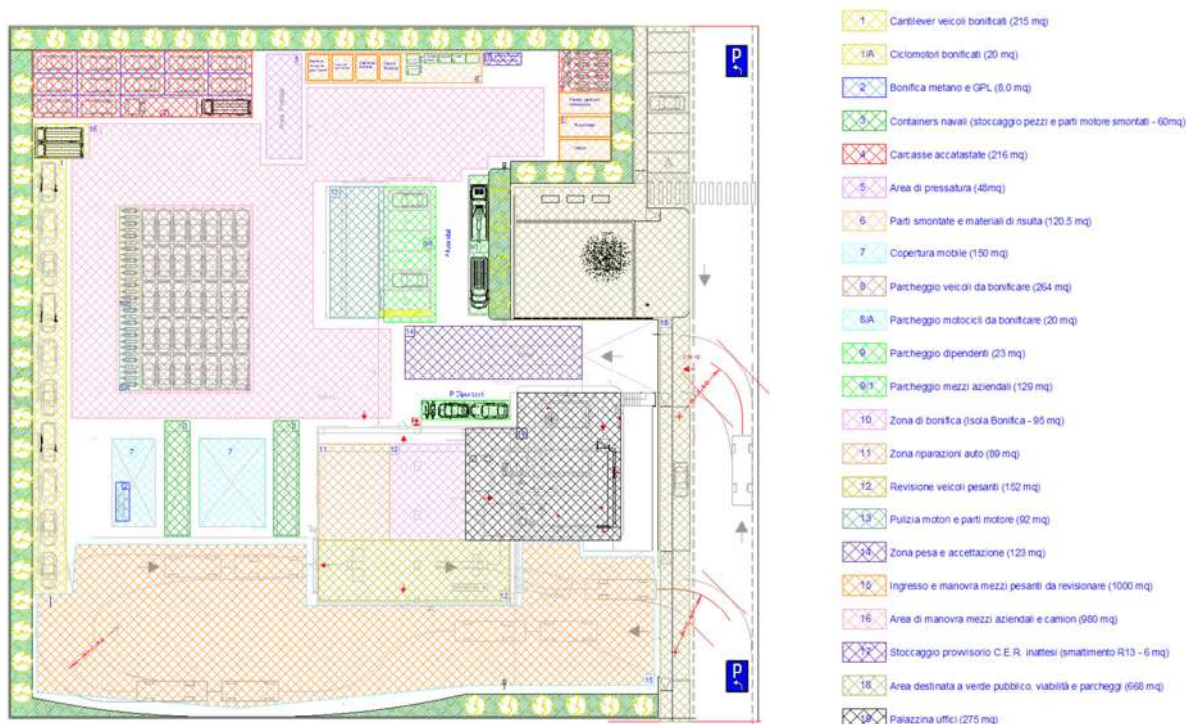 P
P
7
7
14
11
12
15
1 Cantilever veicoli bonificati (215 mq)
1/A Ciclomotori bonificati (20 mq)
2 Bonifica metano e GPL (8,0 mq)
3 Containers navali (stoccaggio pezzi e parti motore smontati - 60mq)
4 Carcasse accatastate (216 mq)
5 Area di pressatura (48mq)
6 Parti smontate e materiali di risulta (120.5 mq)
7 Copertura mobile (150 mq)
8 Parcheggio veicoli da bonificare (264 mq)
8/A Parcheggio motocicli da bonificare (20 mq)
9 Parcheggio dipendenti (23 mq)
9/1 Parcheggio mezzi aziendali (129 mq)
10 Zona di bonifica (Isola Bonifica - 95 mq)
11 Zona riparazioni auto (89 mq)
12 Revisione veicoli pesanti (152 mq)
13 Pulizia motori e parti motore (92 mq)
14 Zona pesa e accettazione (123 mq)
15 Ingresso e manovra mezzi pesanti da revisionare (1000 mq)
16 Area di manovra mezzi aziendali e camion (980 mq)
17 Stoccaggio provvisorio C.E.R. inattesi (smaltimento R13 - 6 mq)
18 Area destinata a verde pubblico, viabilità e parcheggi (668 mq)
19 Palazzina uffici (275 mq)